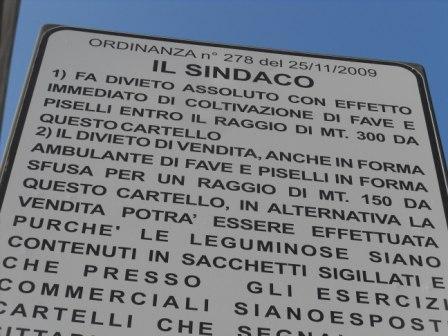 ORDINANZA n° 278 del 25/11/2009
IL SINDACO
1) FA DIVIETO ASSOLUTO CON EFFETTO
IMMEDIATO DI COLTIVAZIONE DI FAVE E
PISELLI ENTRO IL RAGGIO DI MT. 300 DA
QUESTO CARTELLO
2) IL DIVIETO DI VENDITA, ANCHE IN FORMA
AMBULANTE DI FAVE E PISELLI IN FORMA
SFUSA PER UN RAGGIO DI MT. 150 DA
QUESTO CARTELLO, IN ALTERNATIVA LA
VENDITA POTRA' ESSERE EFFETTUATA
PURCHE' LE LEGUMINOSE SIANO
CONTENUTI IN SACCHETTI SIGILLATI E
CHE PRESSO GLI ESERCIZI
COMMERCIALI SIANOESPOST
CARTELLI CHE SEGNA